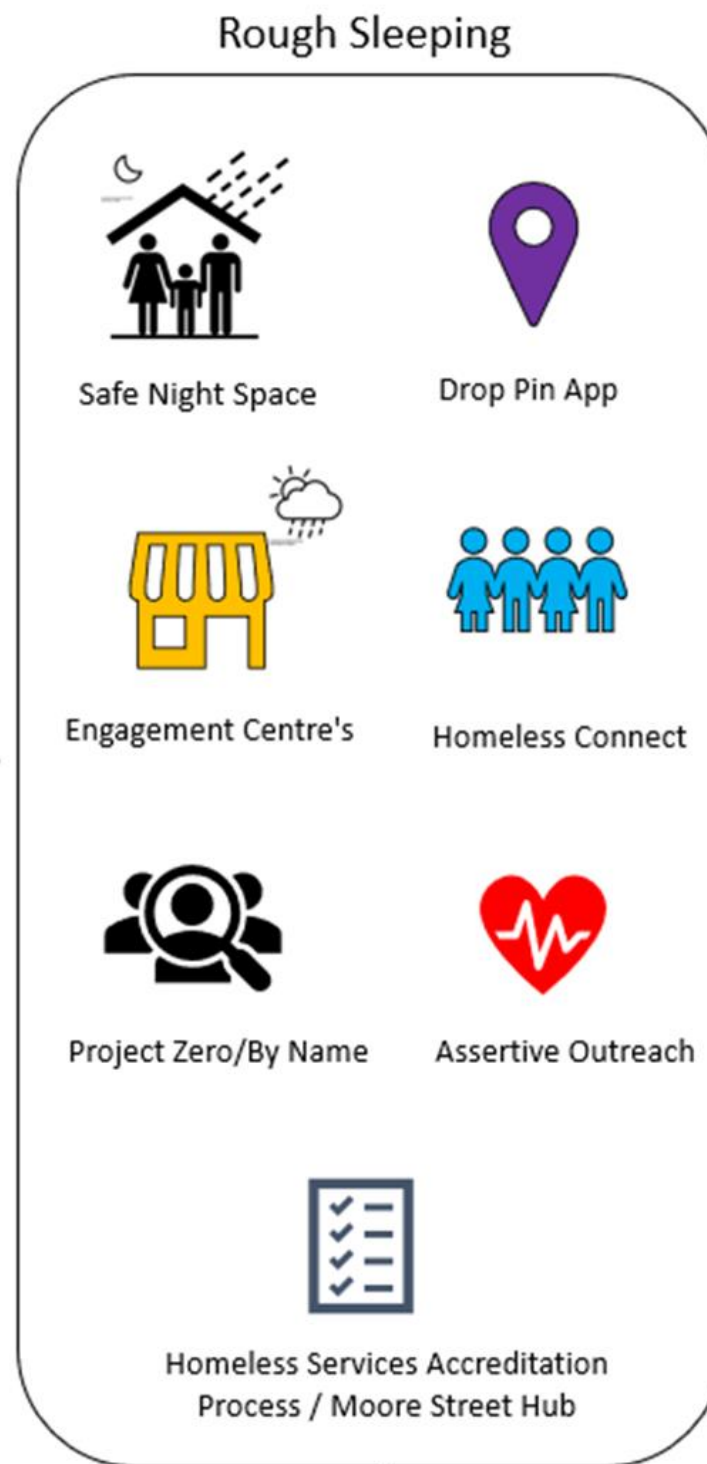 Rough Sleeping
Safe Night Space
Drop Pin App
Engagement Centre's
Homeless Connect
Project Zero/By Name
Assertive Outreach
Homeless Services Accreditation
Process / Moore Street Hub